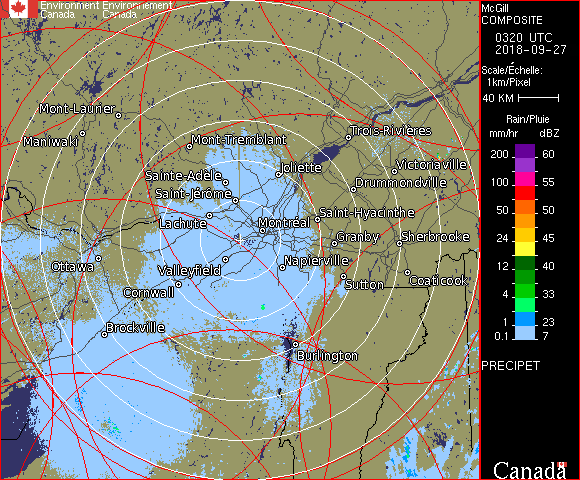 Environment Environnement
Canada Canada
Mont-Laurier
Maniwaki
Mont-Tremblant
Trois-Rivières
Sainte-Adèle
Joliette
Victoriaville
Saint-Jérôme
Drummondville
Lachute
Montréal
Saint-Hyacinthe
Granby
Sherbrooke
Ottawa
Valleyfield
Napierville
Cornwall
Sutton
Coaticook
Brockville
Burlington
McGill
COMPOSITE
0320 UTC
2018-09-27
Scale/Échelle:
1km/Pixel
40 KM
Rain/Pluie
mm/hr dBZ
200 60
100 55
50 50
24 45
12 40
4 33
1 23
0.1 7
PRECIPET
Canada